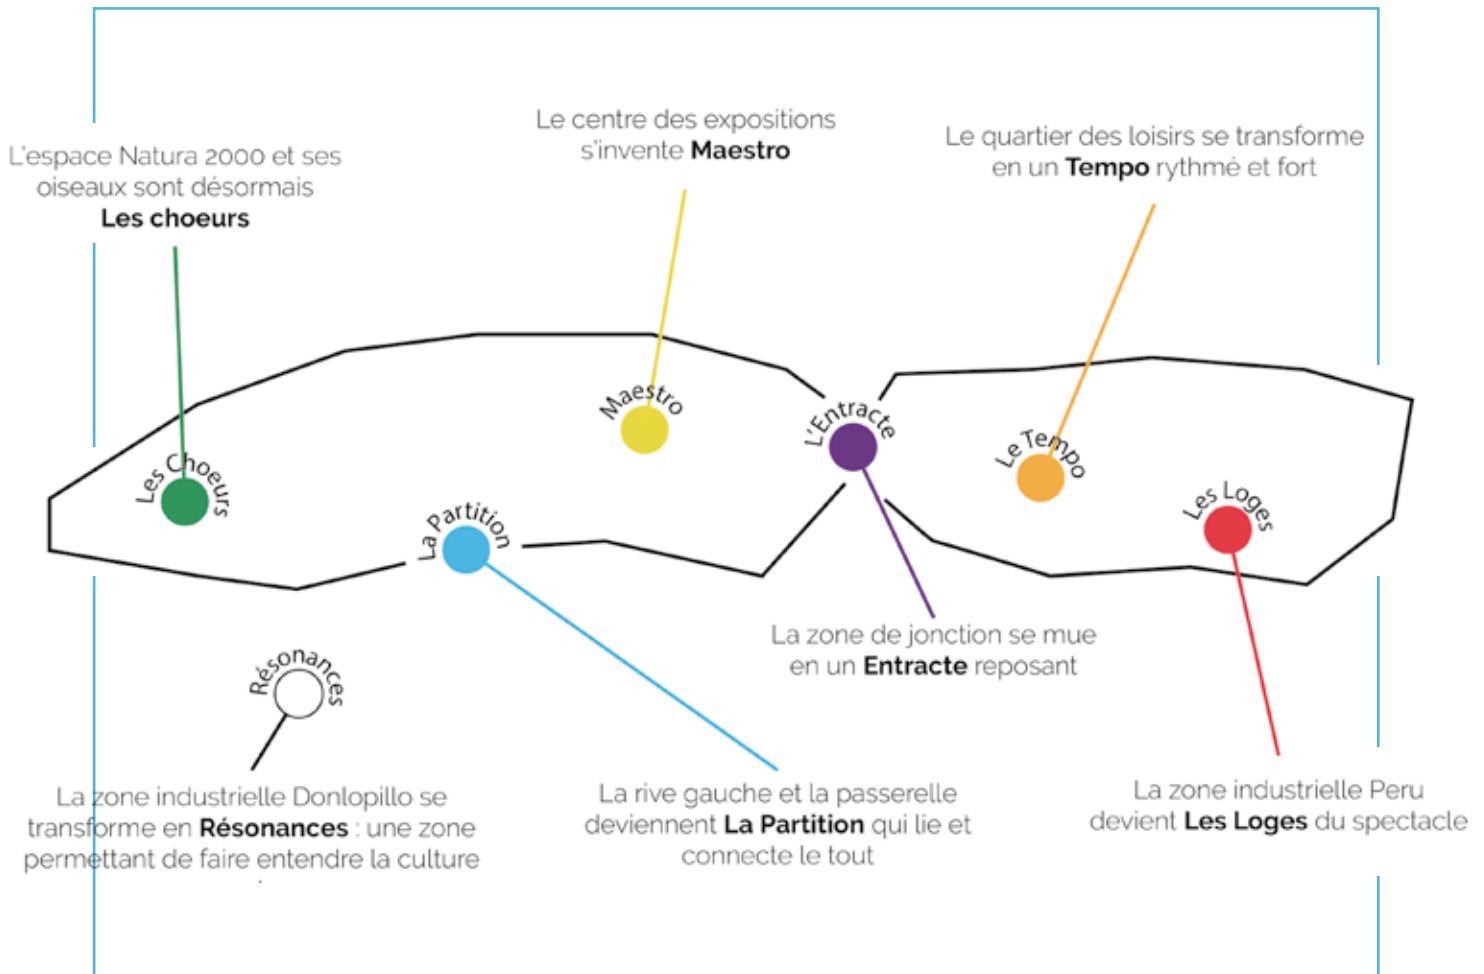 Le centre des expositions
s'invente Maestro
Le quartier des loisirs se transforme
en un Tempo rythmé et fort
L'espace Natura 2000 et ses
oiseaux sont désormais
Les choeurs
Maestro
L'Entracte
Le Tempo
Les Choeurs
Les Loges
La Partition
La zone de jonction se mue
en un Entracte reposant
Résonances
La zone industrielle Donlopillo se
transforme en Résonances : une zone
permettant de faire entendre la culture
La rive gauche et la passerelle
deviennent La Partition qui lie et
connecte le tout
La zone industrielle Peru
devient Les Loges du spectacle